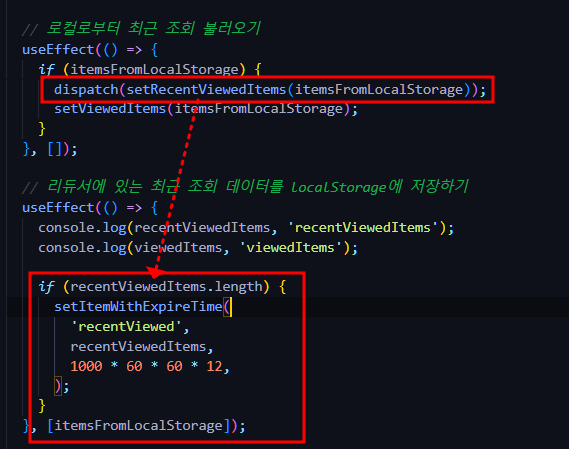 // 로컬로부터 최근 조회 불러오기
useEffect(() => {
if (itemsFromLocalStorage) {
dispatch(setRecentViewedItems(itemsFromLocalStorage));
setViewedItems(itemsFromLocalStorage);
}
}, []);
// 리듀서에 있는 최근 조회 데이터를 localStorage에 저장하기
useEffect(() => {
console.log(recentViewedItems, 'recentViewedItems');
console.log(viewedItems, 'viewedItems');
if (recentViewedItems.length) {
setItemWithExpireTime(
'recentViewed',
recentViewedItems,
1000 * 60 * 60 * 12,
);
}
}, [itemsFromLocalStorage]);